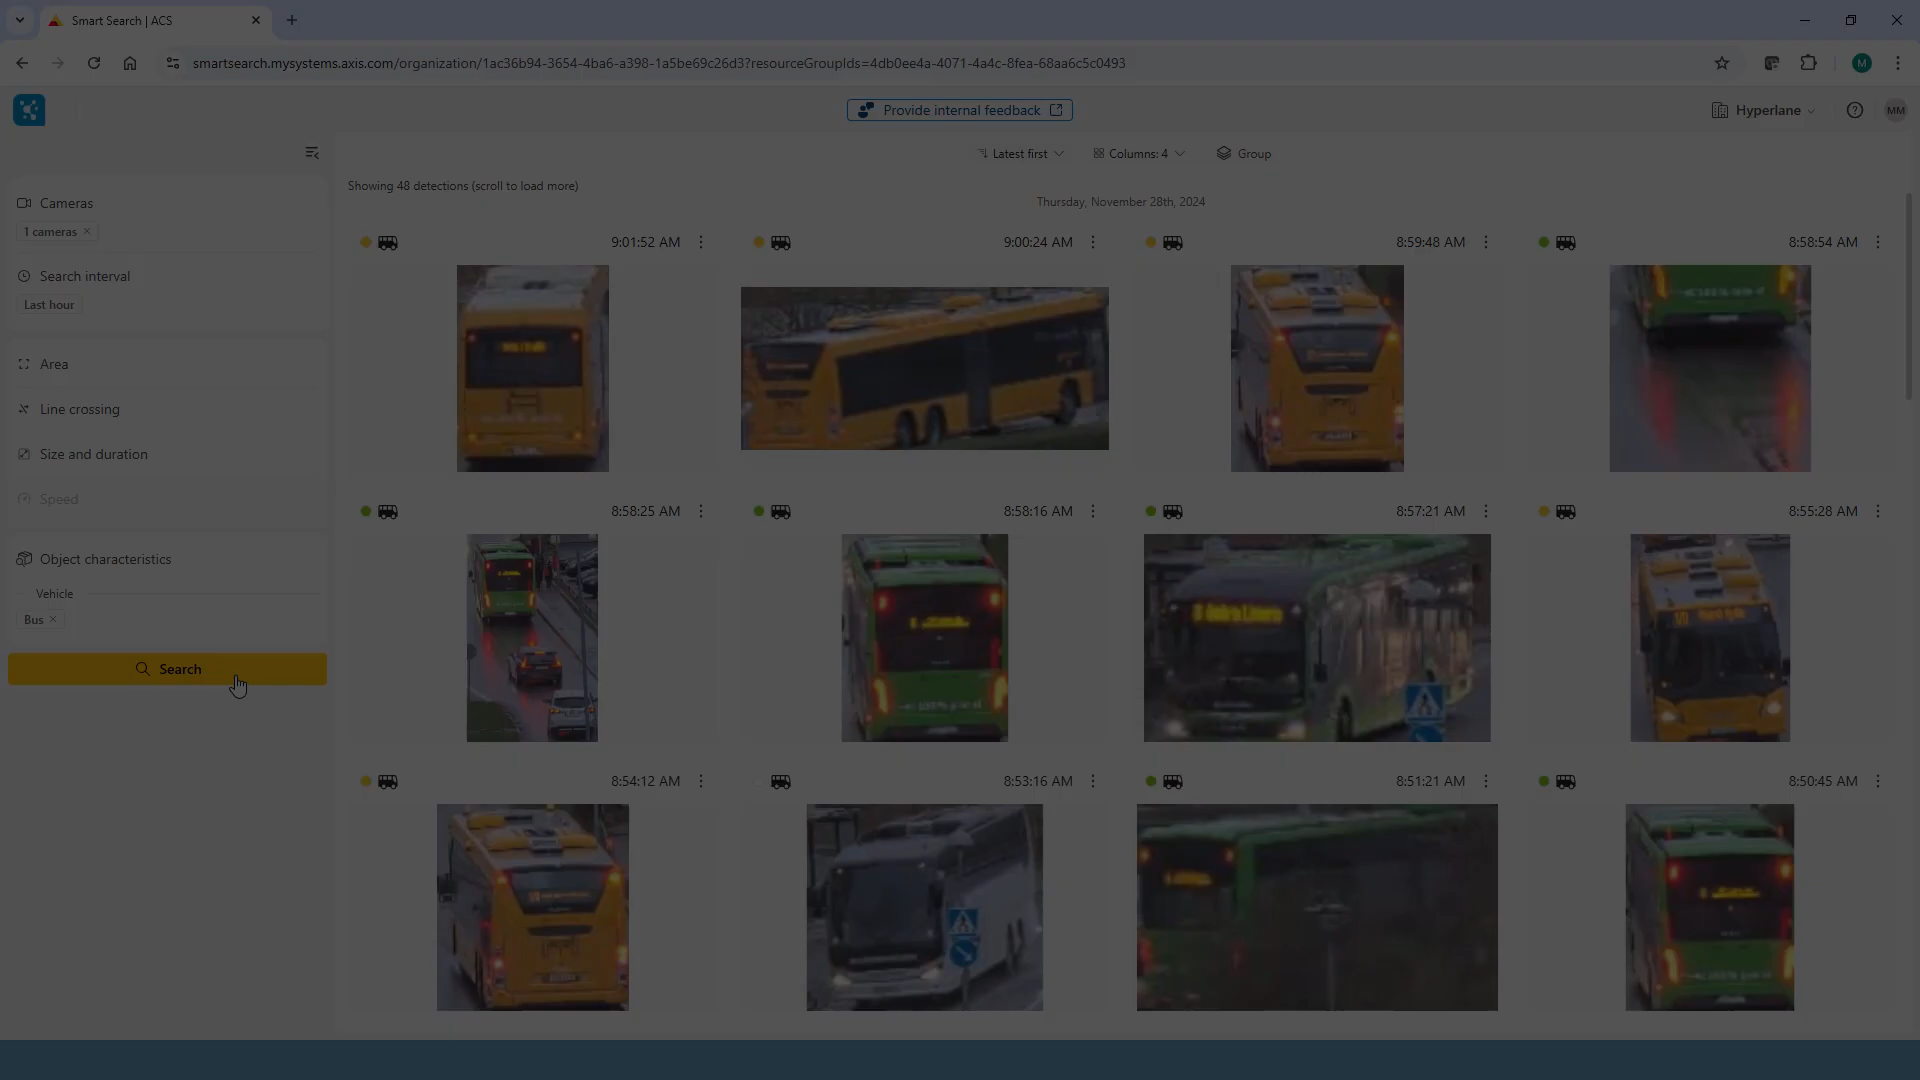 Smart Search | ACS
smartsearch.mysystems.axis.com/organization/1ac36b94-3654-4ba6-a398-1a5be69c26d3?resourceGroupIds=4db0ee4a-4071-4a4c-8fea-68aa6c5c0493
M
Provide internal feedback
Hyperlane
MM
Latest first
Columns: 4
Group
Showing 48 detections (scroll to load more)
Thursday, November 28th, 2024
Cameras
1 cameras
Search interval
Last hour
Area
Line crossing
Size and duration
Speed
Object characteristics
Vehicle
Bus
Search
9:01:52 AM
9:00:24 AM
8:59:48 AM
8:58:54 AM
8:58:25 AM
8:58:16 AM
8:57:21 AM
8:55:28 AM
8:54:12 AM
8:53:16 AM
8:51:21 AM
8:50:45 AM